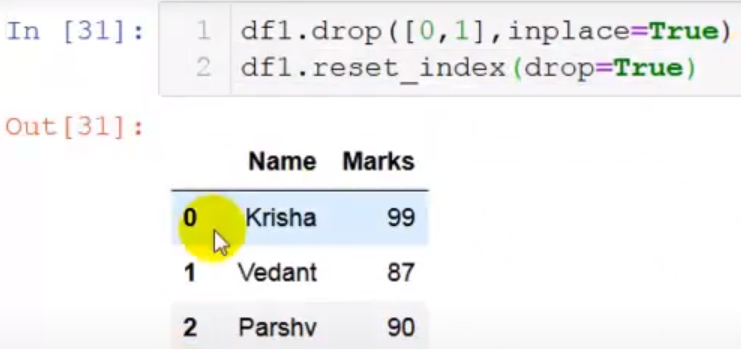 In [31]: 1 df1.drop([0,1],inplace=True)
2 df1.reset_index(drop=True)
Out[31]:
Name Marks
0 Krisha 99
1 Vedant 87
2 Parshv 90